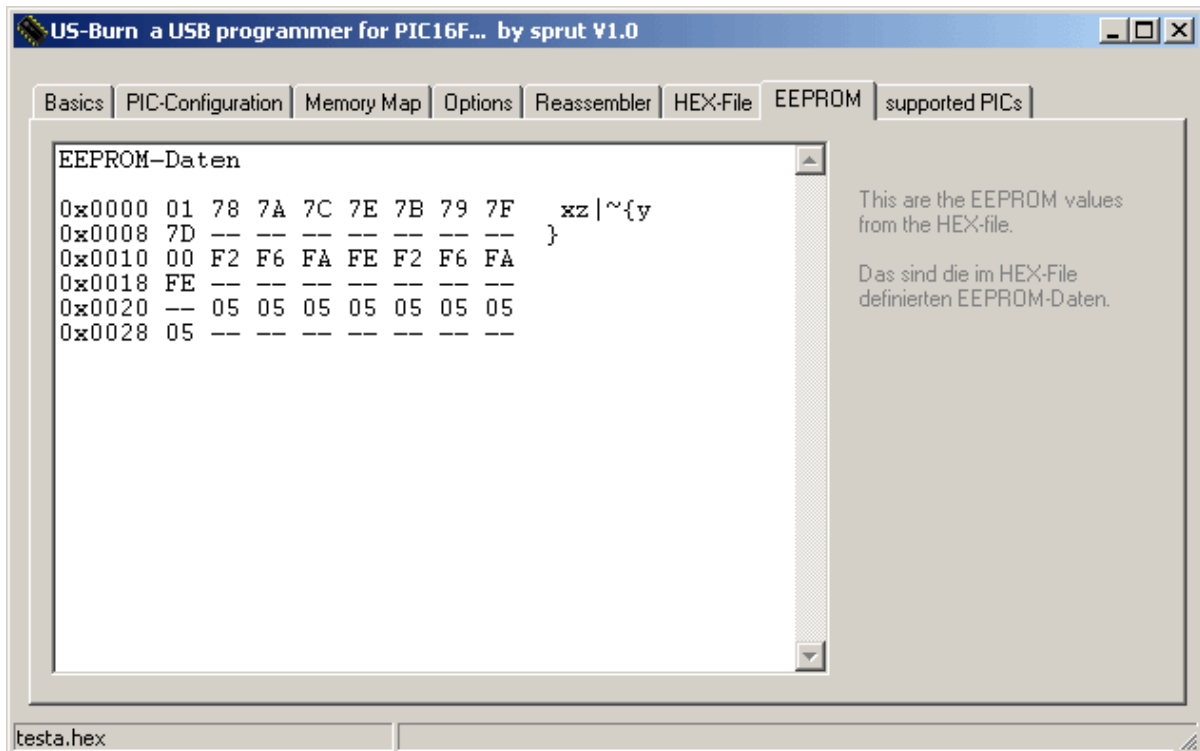 US-Burn a USB programmer for PIC16F... by sprut V1.0
Basics PIC-Configuration Memory Map Options Reassembler HEX-File EEPROM supported PICs
EEPROM-Daten
0x0000 01 78 7A 7C 7E 7B 79 7F xz|~{y
0x0008 7D -- -- -- -- -- -- -- }
0x0010 00 F2 F6 FA FE F2 F6 FA
0x0018 FE -- -- -- -- -- -- --
0x0020 -- 05 05 05 05 05 05 05
0x0028 05 -- -- -- -- -- -- --
This are the EEPROM values
from the HEX-file.
Das sind die im HEX-File
definierten EEPROM-Daten.
testa.hex